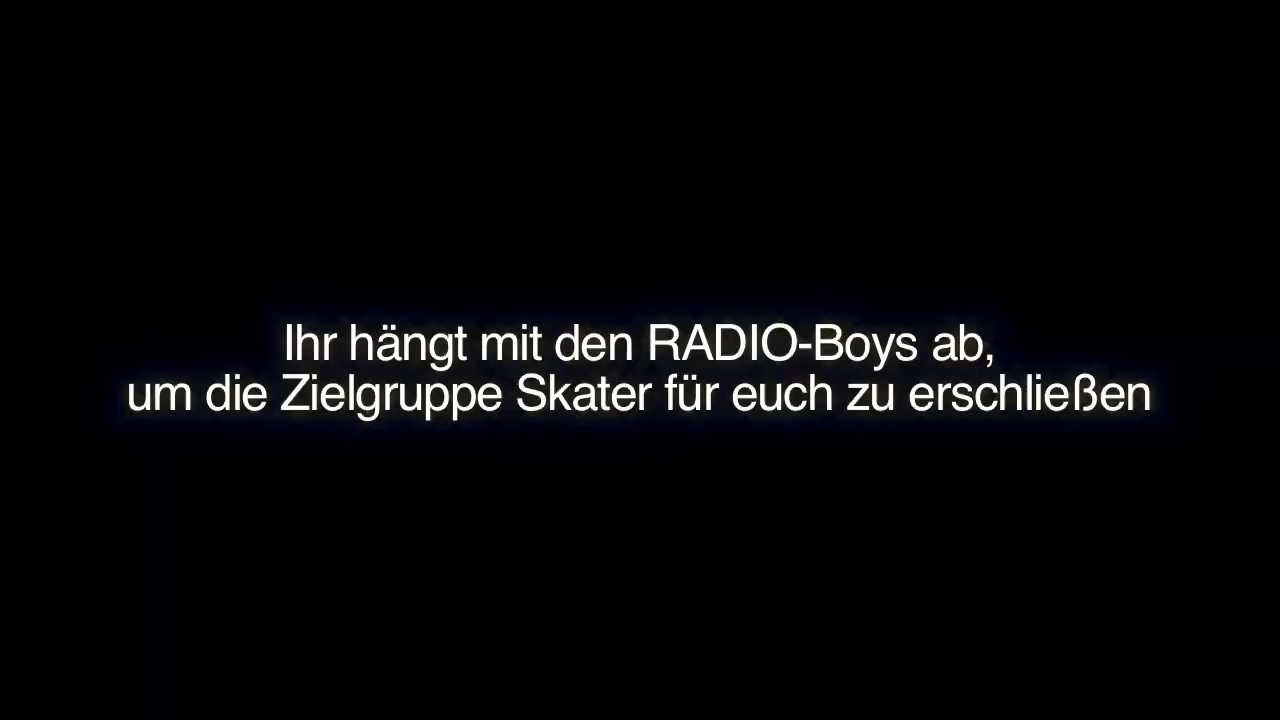 Ihr hängt mit den RADIO-Boys ab,
um die Zielgruppe Skater für euch zu erschließen